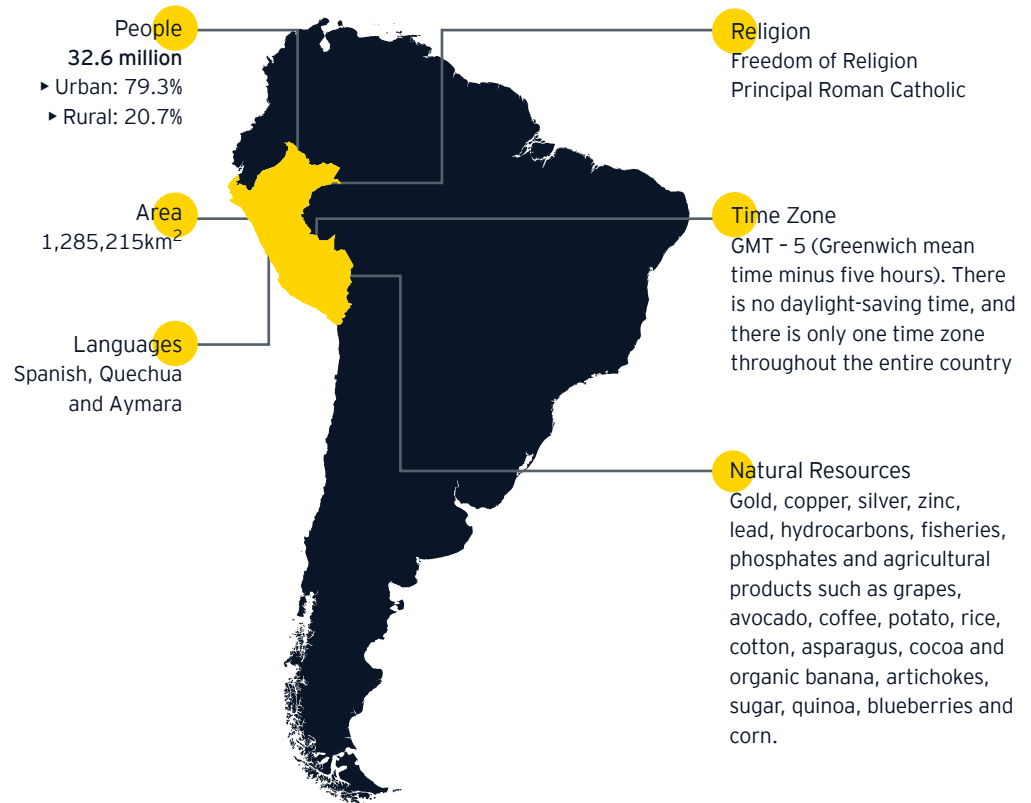 People
32.6 million
▸ Urban: 79.3%
▸ Rural: 20.7%
Area
1,285,215km²
Languages
Spanish, Quechua
and Aymara
Religion
Freedom of Religion
Principal Roman Catholic
Time Zone
GMT – 5 (Greenwich mean
time minus five hours). There
is no daylight-saving time, and
there is only one time zone
throughout the entire country
Natural Resources
Gold, copper, silver, zinc,
lead, hydrocarbons, fisheries,
phosphates and agricultural
products such as grapes,
avocado, coffee, potato, rice,
cotton, asparagus, cocoa and
organic banana, artichokes,
sugar, quinoa, blueberries and
corn.